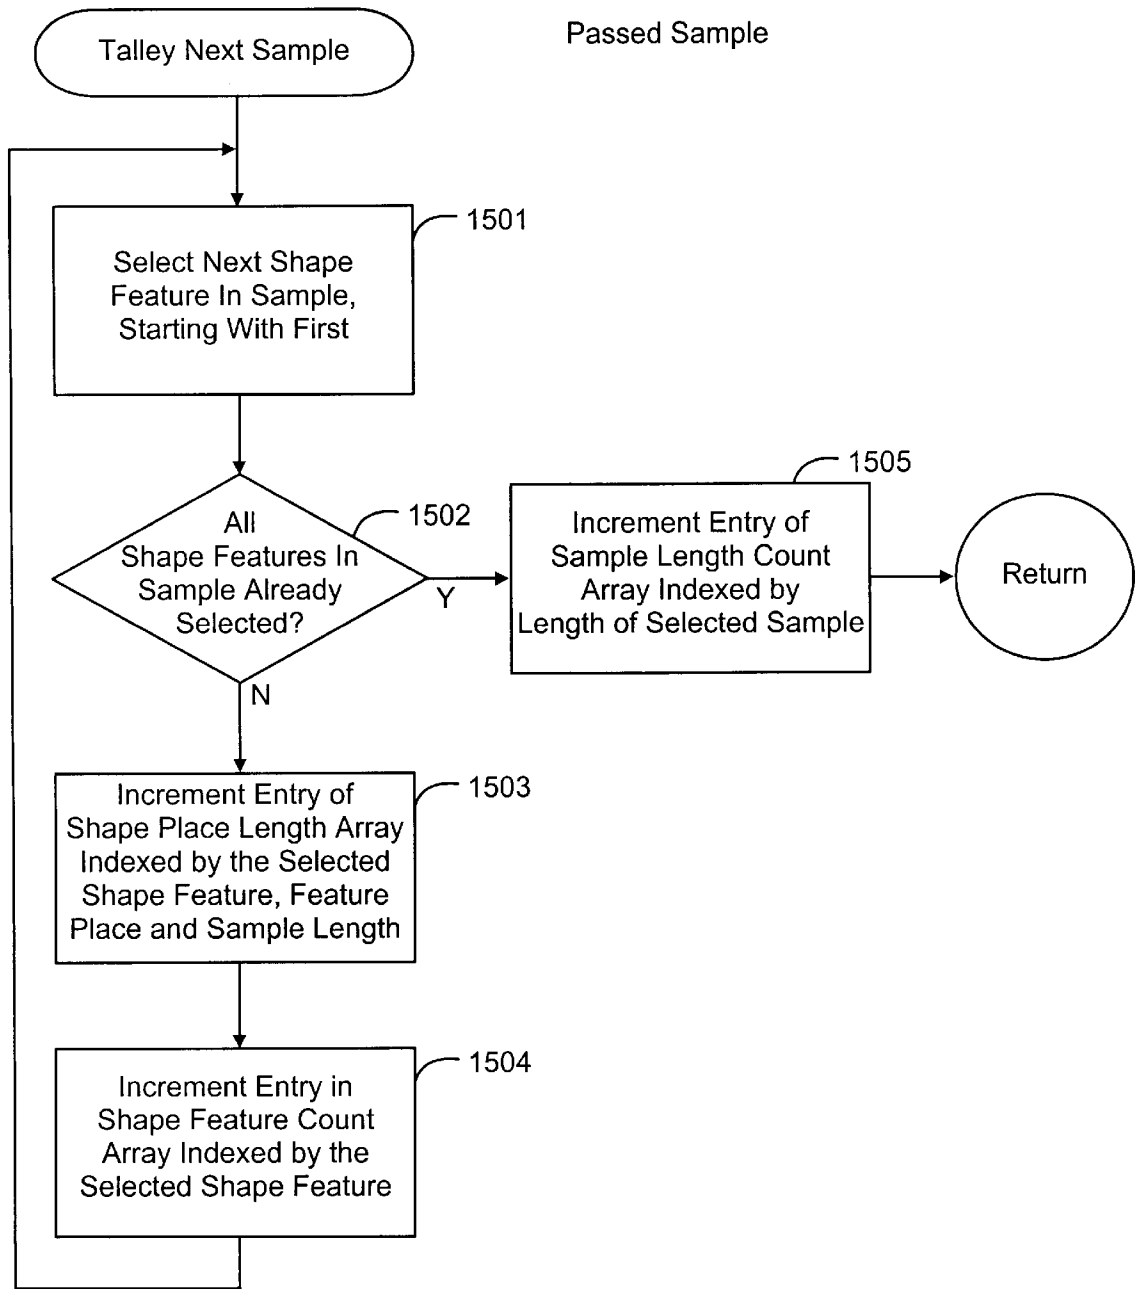 Talley Next Sample
Passed Sample
1501
Select Next Shape
Feature In Sample,
Starting With First
1502
All
Shape Features In
Sample Already
Selected?
Y
N
1505
Increment Entry of
Sample Length Count
Array Indexed by
Length of Selected Sample
Return
1503
Increment Entry of
Shape Place Length Array
Indexed by the Selected
Shape Feature, Feature
Place and Sample Length
1504
Increment Entry in
Shape Feature Count
Array Indexed by the
Selected Shape Feature